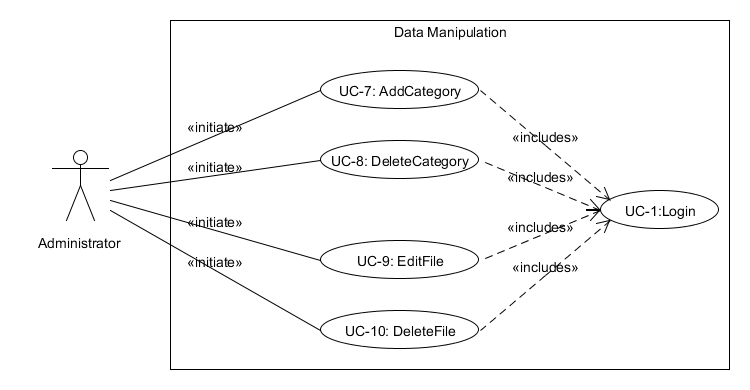 Data Manipulation
UC-7: AddCategory
«initiate»
«includes»
UC-8: DeleteCategory
«initiate»
«includes»
UC-1:Login
Administrator
«initiate»
«includes»
UC-9: EditFile
«initiate»
«includes»
UC-10: DeleteFile